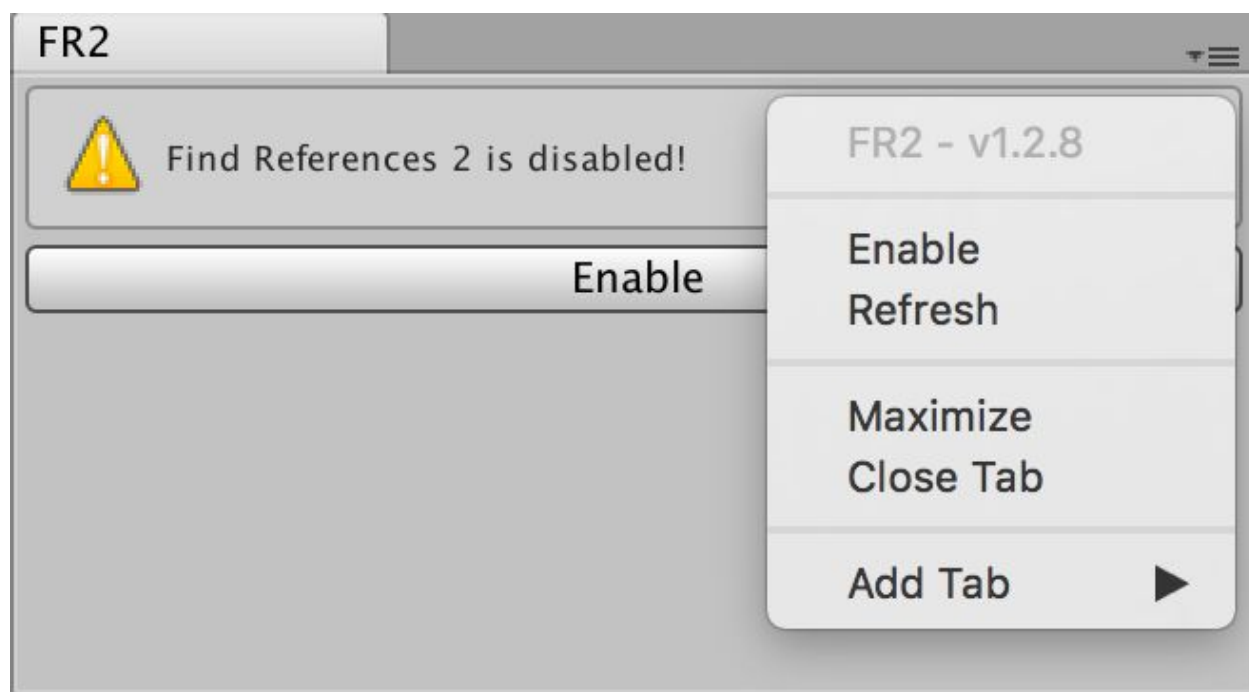 FR2
Find References 2 is disabled!
Enable
FR2 - v1.2.8
Enable
Refresh
Maximize
Close Tab
Add Tab